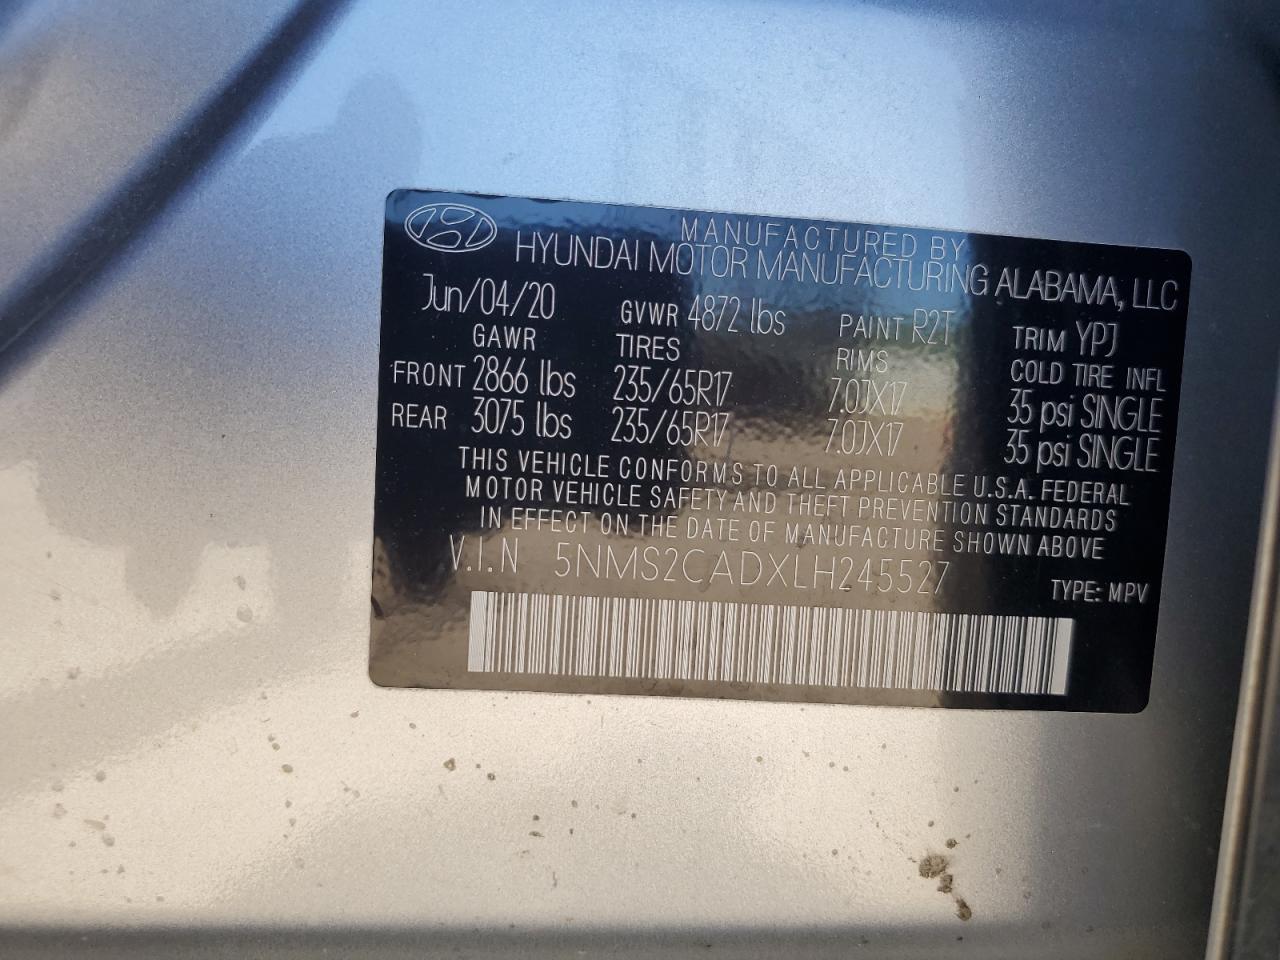 MANUFACTURED BY
HYUNDAI MOTOR MANUFACTURING ALABAMA, LLC
Jun/04/20 GVWR 4872 lbs PAINT R2T TRIM YPJ
GAWR TIRES RIMS COLD TIRE INFL
FRONT 2866 lbs 235/65R17 7.0JX17 35 psi SINGLE
REAR 3075 lbs 235/65R17 7.0JX17 35 psi SINGLE
THIS VEHICLE CONFORMS TO ALL APPLICABLE U.S.A. FEDERAL
MOTOR VEHICLE SAFETY AND THEFT PREVENTION STANDARDS
IN EFFECT ON THE DATE OF MANUFACTURE SHOWN ABOVE
V.I.N 5NMS2CADXLH245527 TYPE: MPV